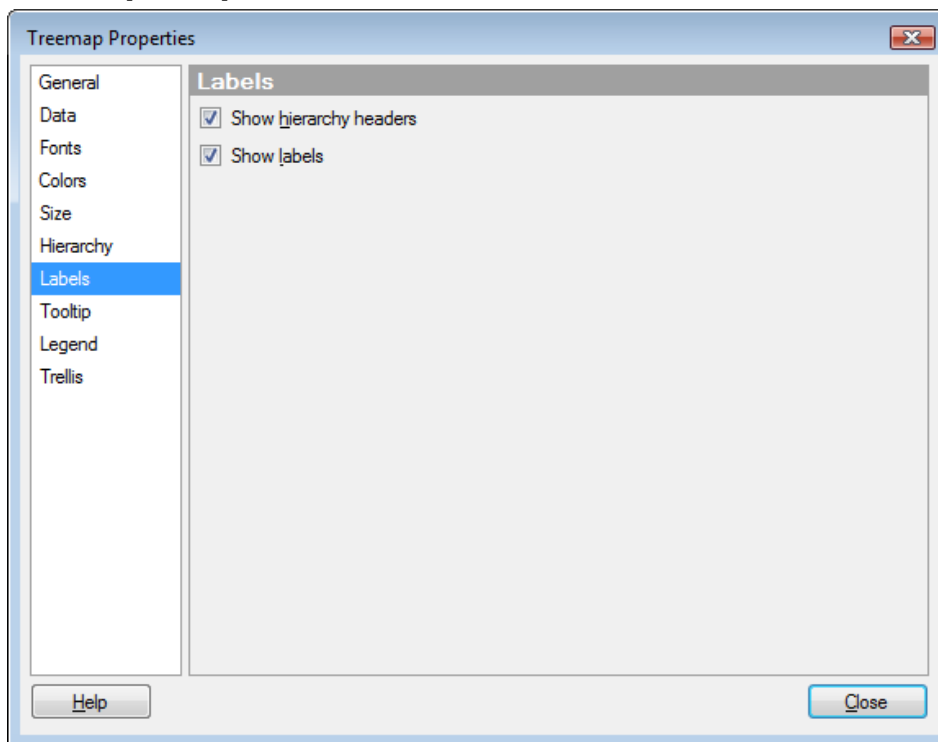 Treemap Properties
General
Data
Fonts
Colors
Size
Hierarchy
Labels
Tooltip
Legend
Trellis
Labels
Show hierarchy headers
Show labels
Help
Close